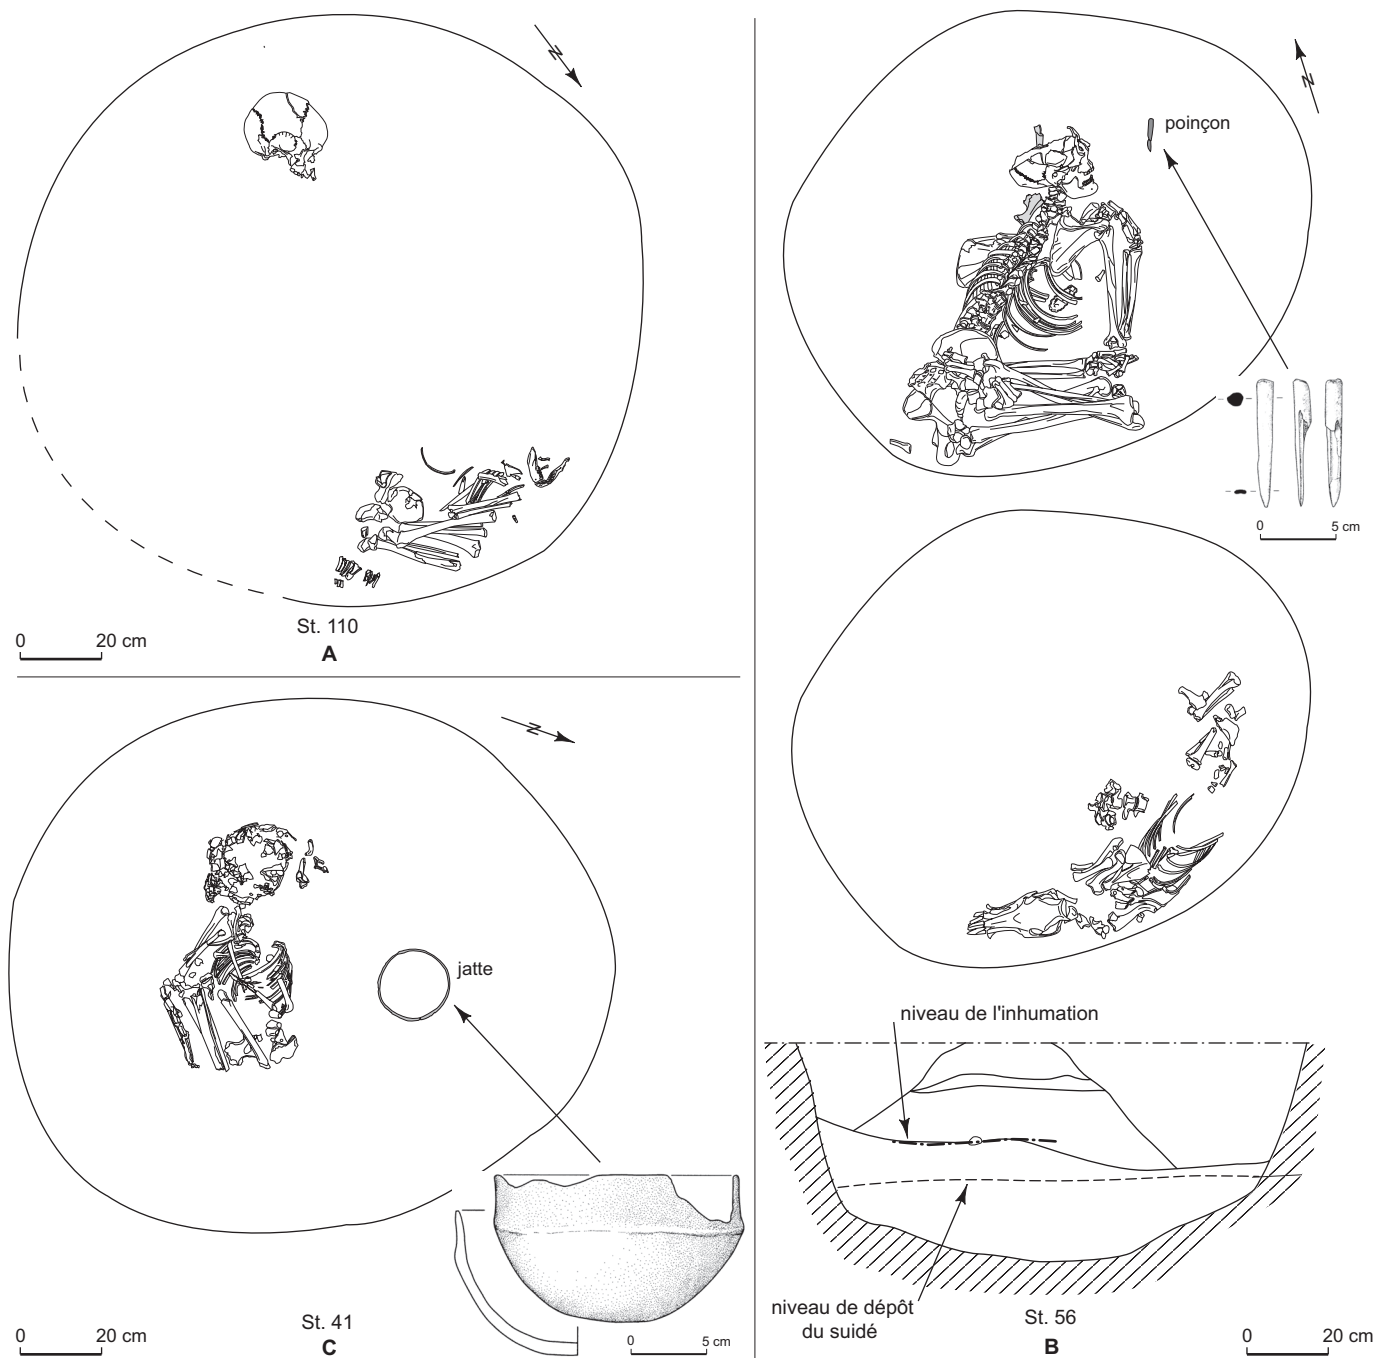 N
St. 110
A
0 20 cm
N
poinçon
0 5 cm
N
jatte
St. 41
C
0 20 cm
0 5 cm
niveau de l'inhumation
niveau de dépôt
du suidé
St. 56
B
0 20 cm